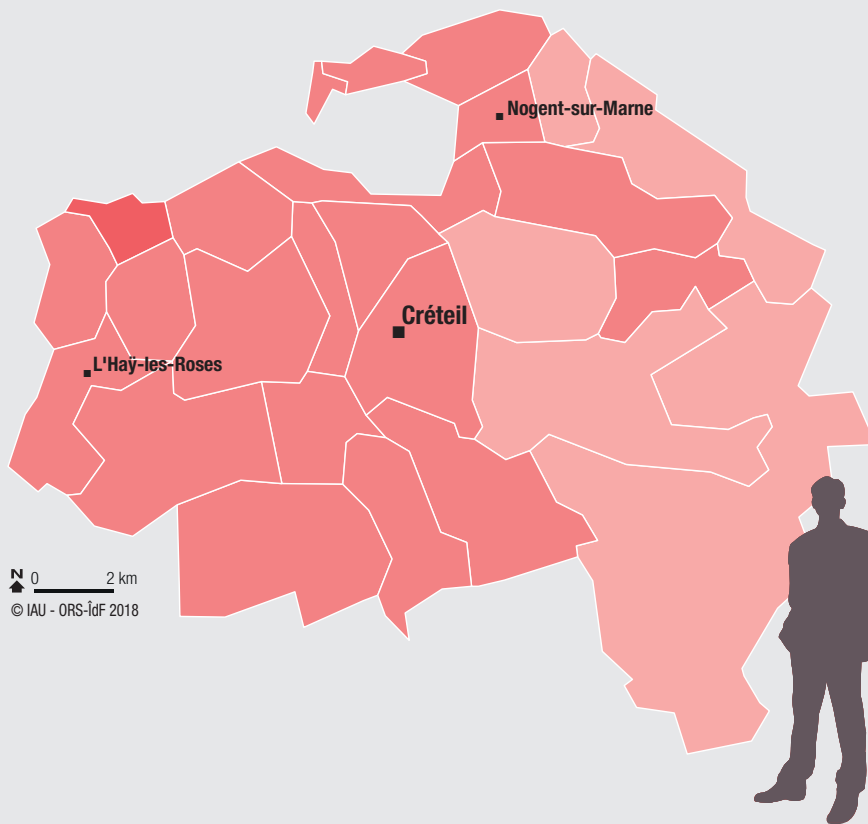 Nogent-sur-Marne
Créteil
L'Haÿ-les-Roses
N 0 2 km
© IAU - ORS-ÎdF 2018